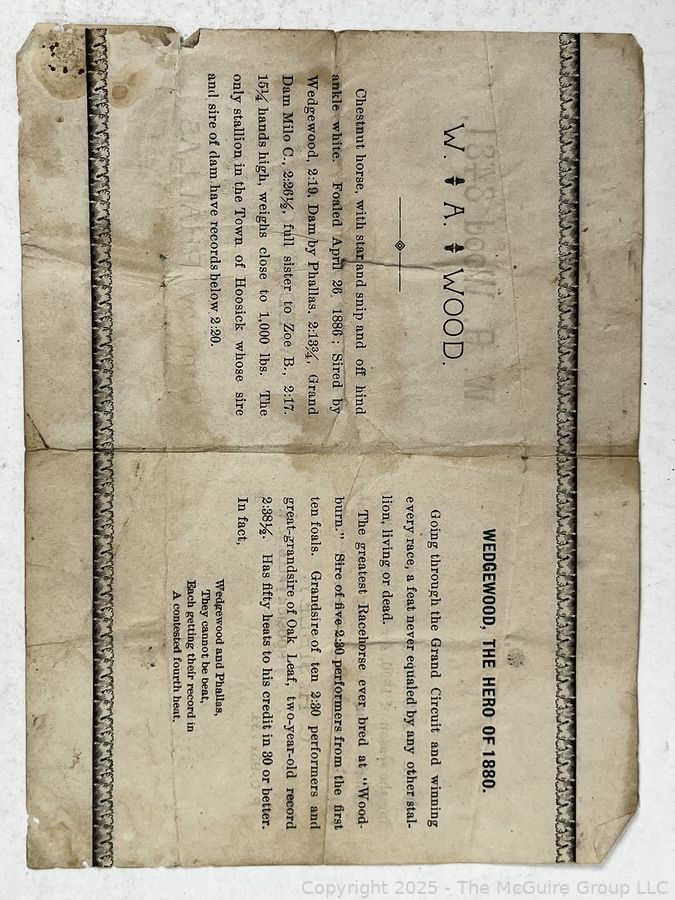 W. A. WOOD.
Chestnut horse, with star and snip and off hind
ankle white. Foaled April 26, 1886; Sired by
Wedgewood, 2:19, Dam by Phallas. 2:13¾, Grand
Dam Milo C., 2:26½, full sister to Zoe B., 2:17.
15¼ hands high, weighs close to 1,000 lbs. The
only stallion in the Town of Hoosick whose sire
and sire of dam have records below 2:20.
WEDGEWOOD, THE HERO OF 1880.
Going through the Grand Circuit and winning
every race, a feat never equaled by any other stal-
lion, living or dead.
The greatest Racehorse ever bred at "Wood-
burn." Sire of five 2:30 performers from the first
ten foals. Grandsire of ten 2:30 performers and
great-grandsire of Oak Leaf, two-year-old record
2:38½. Has fifty heats to his credit in 30 or better.
In fact,
Wedgewood and Phallas,
They cannot be beat,
Each getting their record in
A contested fourth heat.
Copyright 2025 - The McGuire Group LLC